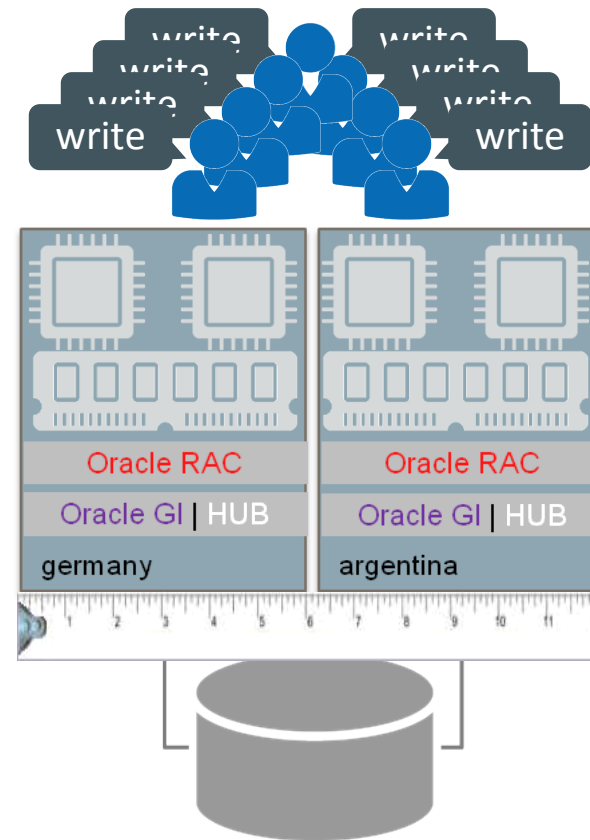 write write
write write
write write
write write
Oracle RAC Oracle RAC
Oracle GI | HUB Oracle GI | HUB
germany argentina
1 2 3 4 5 6 7 8 9 10 11